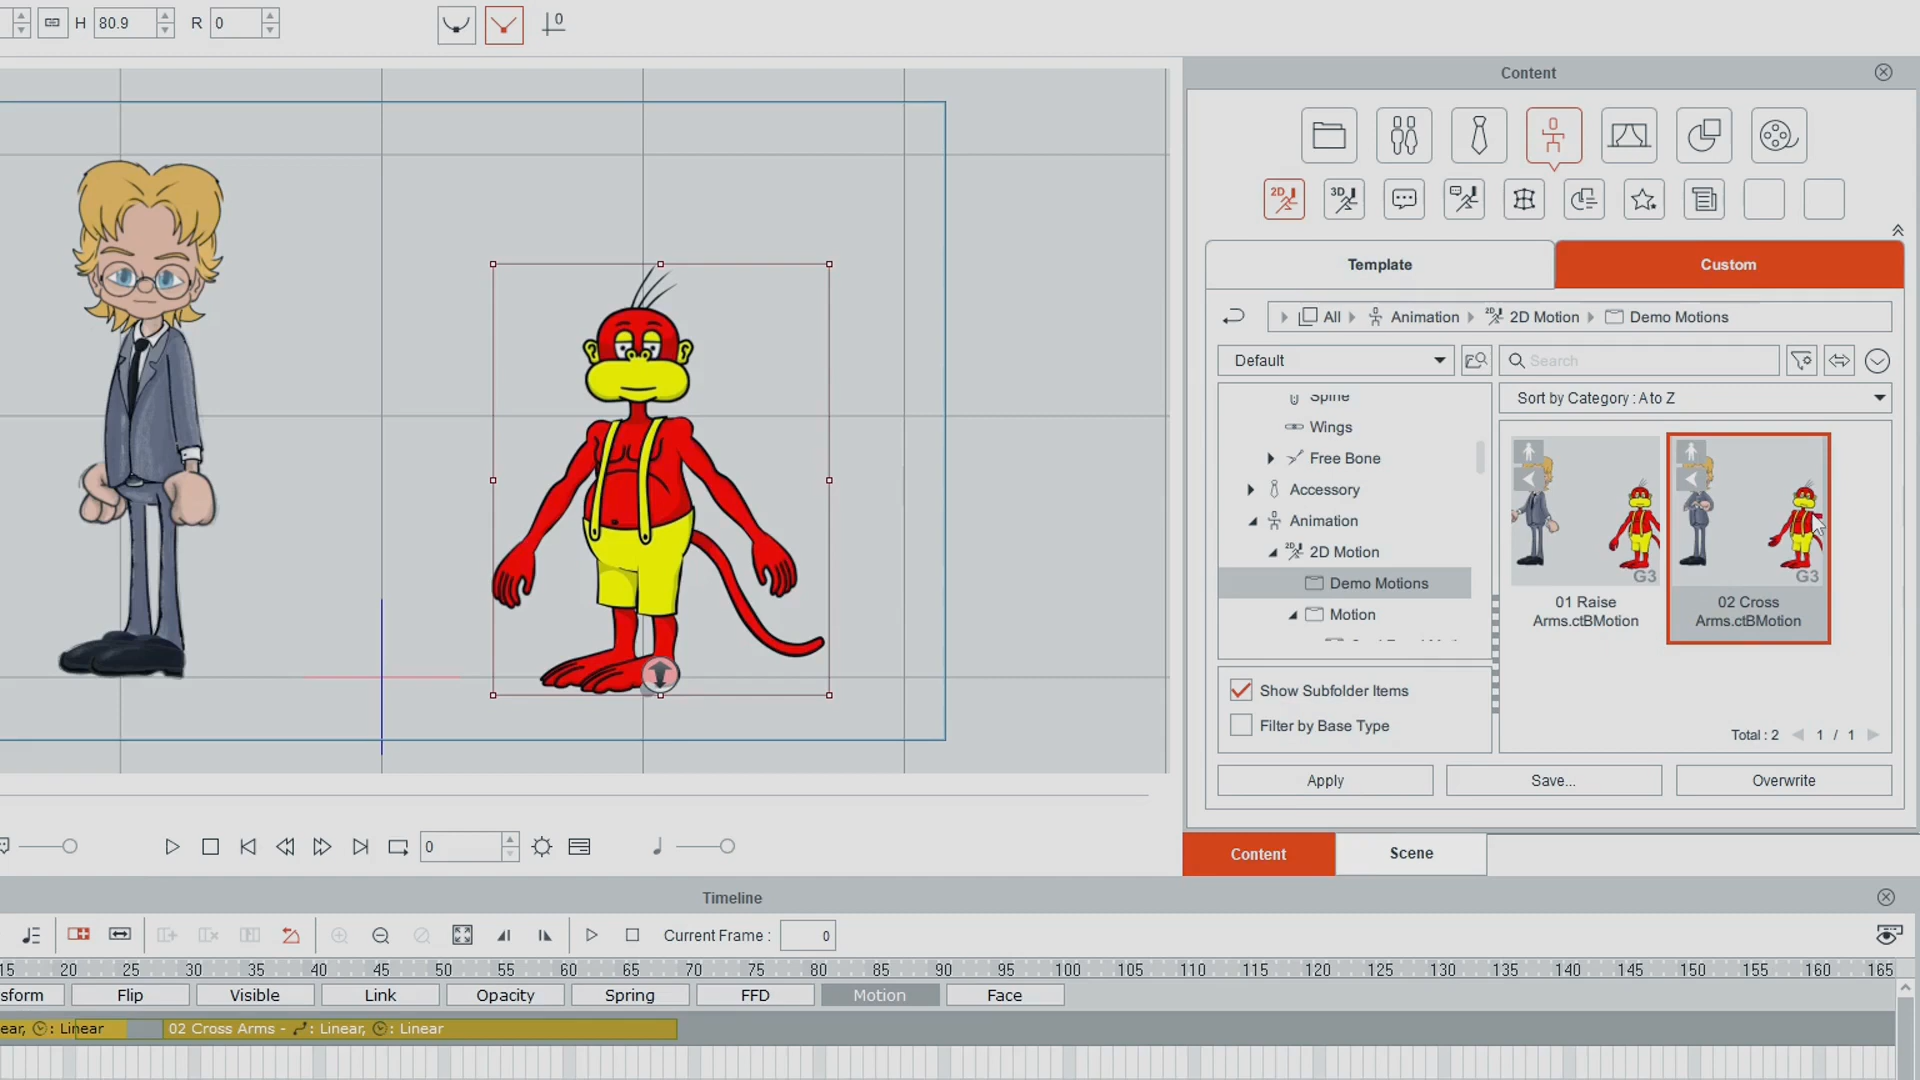 H 80.9 R 0
0
Content
2D
3D
Template
Custom
All Animation 2D 2D Motion Demo Motions
Default
Search
Sort by Category : A to Z
Spine
Wings
Free Bone
Accessory
Animation
2D 2D Motion
Demo Motions
Motion
G3
01 Raise
Arms.ctBMotion
G3
02 Cross
Arms.ctBMotion
Show Subfolder Items
Filter by Base Type
Total : 2 1 / 1
Apply
Save...
Overwrite
0
Content
Scene
Timeline
Current Frame : 0
15 20 25 30 35 40 45 50 55 60 65 70 75 80 85 90 95 100 105 110 115 120 125 130 135 140 145 150 155 160 165
sform Flip Visible Link Opacity Spring FFD Motion Face
ear, : Linear 02 Cross Arms - : Linear, : Linear